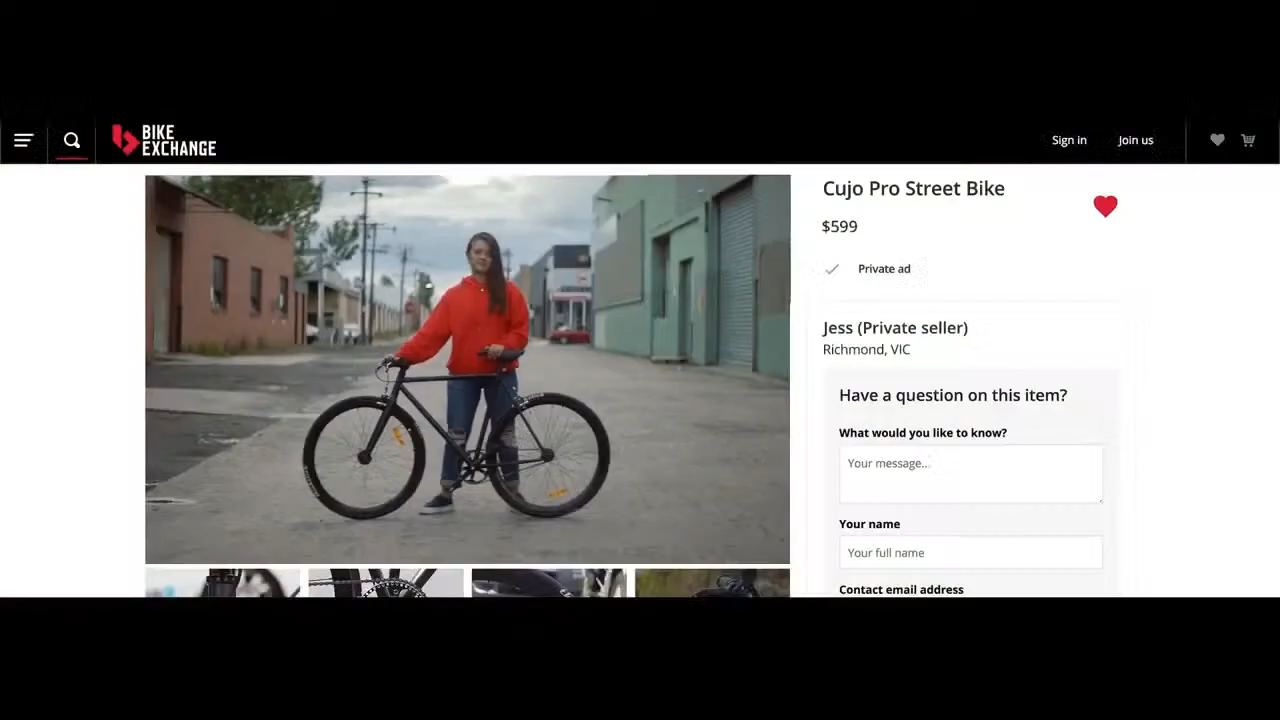 BIKE
EXCHANGE
Sign in
Join us
Cujo Pro Street Bike
$599
Private ad
Jess (Private seller)
Richmond, VIC
Have a question on this item?
What would you like to know?
Your message...
Your name
Your full name
Contact email address